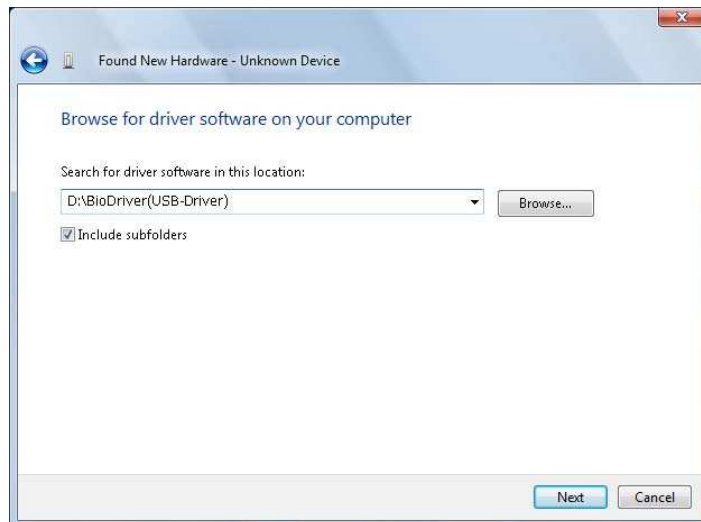 Found New Hardware - Unknown Device
Browse for driver software on your computer
Search for driver software in this location:
D:\BioDriver(USB-Driver)
Browse...
Include subfolders
Next
Cancel